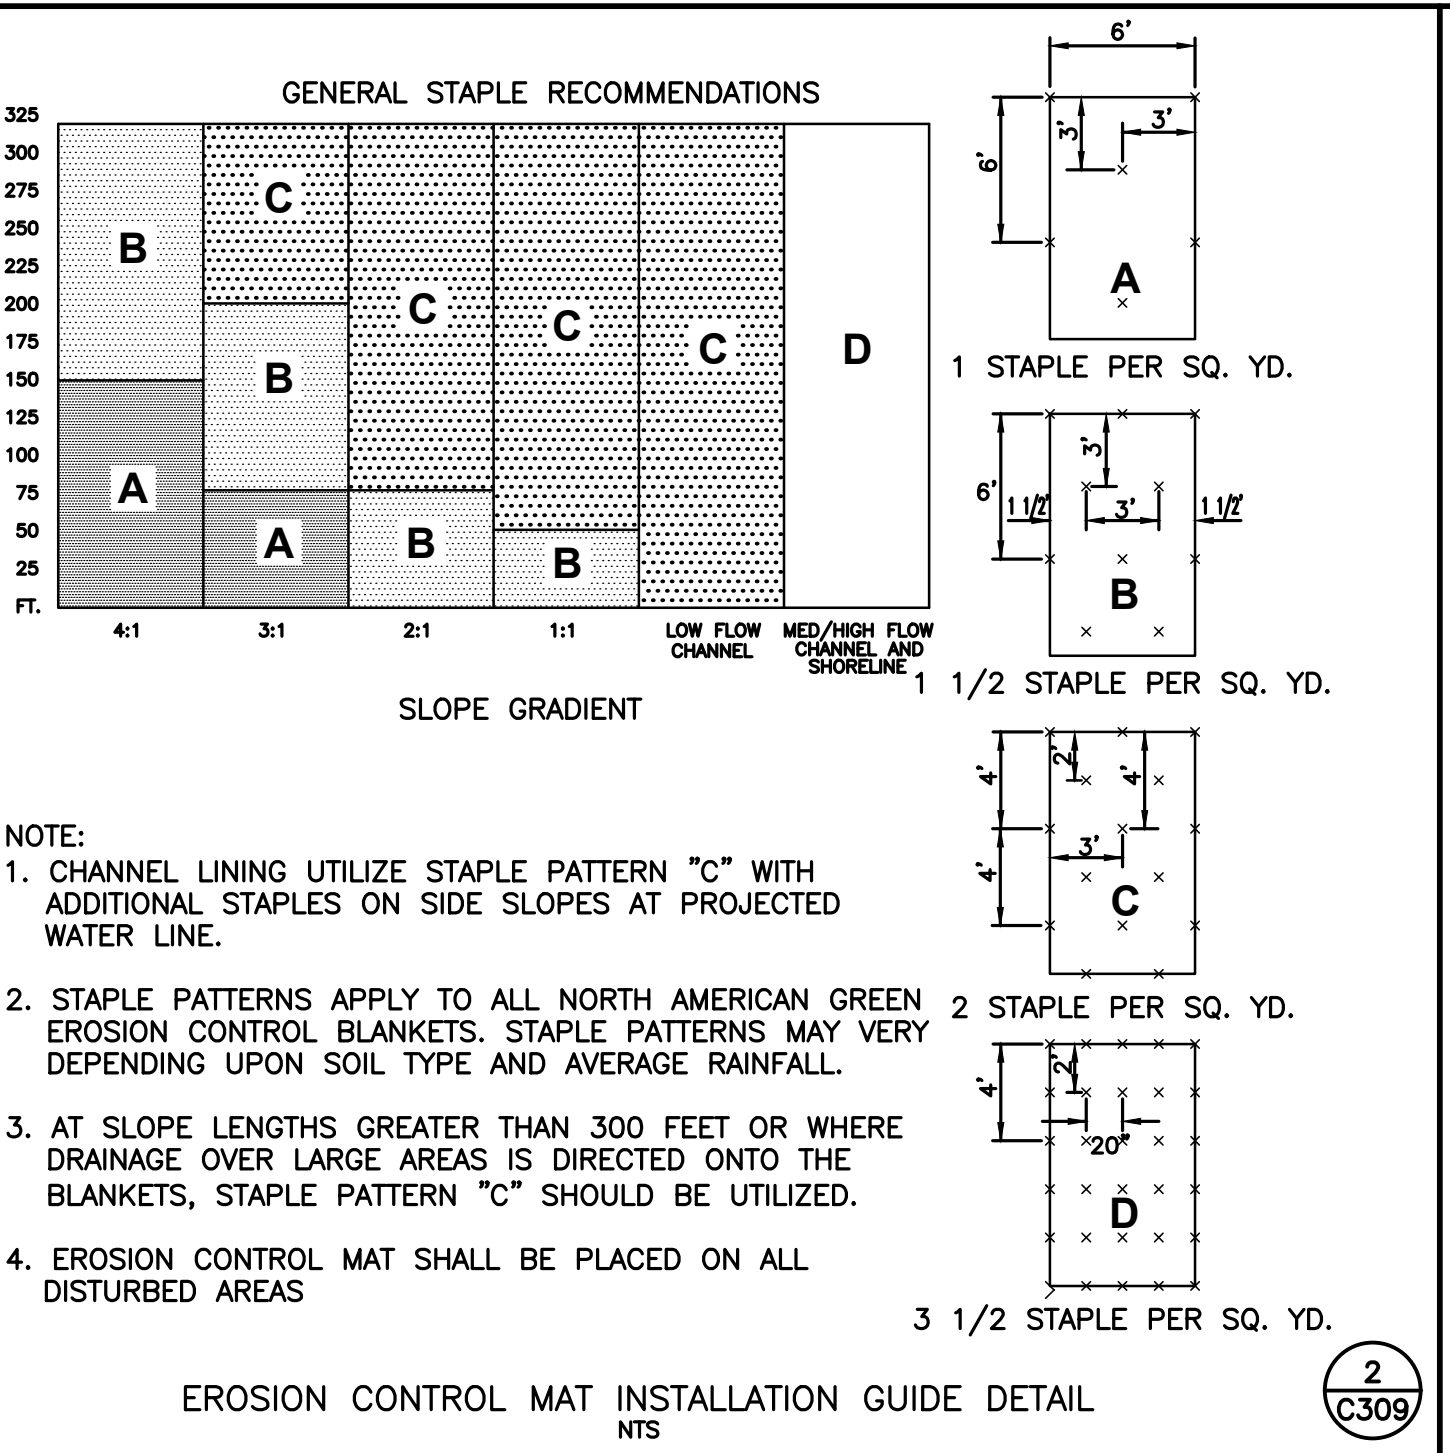 GENERAL STAPLE RECOMMENDATIONS
325
300
275
250
225
200
175
150
125
100
75
50
25
FT.
B
A
C
B
A
C
B
C
B
C
D
4:1
3:1
2:1
1:1
LOW FLOW
CHANNEL
MED/HIGH FLOW
CHANNEL AND
SHORELINE
SLOPE GRADIENT
6'
6'
3'
3'
A
1 STAPLE PER SQ. YD.
6'
3'
1 1/2'
3'
1 1/2'
B
1 1/2 STAPLE PER SQ. YD.
4'
2'
4'
4'
3'
C
2 STAPLE PER SQ. YD.
4'
2'
20"
D
3 1/2 STAPLE PER SQ. YD.
NOTE:
1. CHANNEL LINING UTILIZE STAPLE PATTERN "C" WITH
ADDITIONAL STAPLES ON SIDE SLOPES AT PROJECTED
WATER LINE.
2. STAPLE PATTERNS APPLY TO ALL NORTH AMERICAN GREEN
EROSION CONTROL BLANKETS. STAPLE PATTERNS MAY VERY
DEPENDING UPON SOIL TYPE AND AVERAGE RAINFALL.
3. AT SLOPE LENGTHS GREATER THAN 300 FEET OR WHERE
DRAINAGE OVER LARGE AREAS IS DIRECTED ONTO THE
BLANKETS, STAPLE PATTERN "C" SHOULD BE UTILIZED.
4. EROSION CONTROL MAT SHALL BE PLACED ON ALL
DISTURBED AREAS
EROSION CONTROL MAT INSTALLATION GUIDE DETAIL
NTS
2
C309